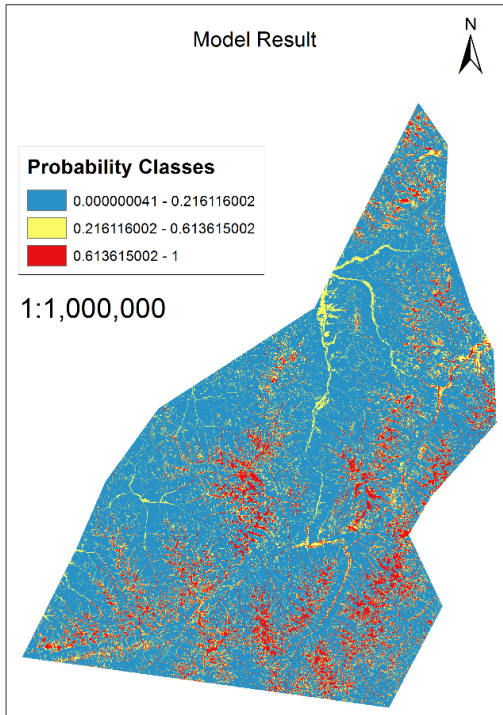 Model Result
N
Probability Classes
0.000000041 - 0.216116002
0.216116002 - 0.613615002
0.613615002 - 1
1:1,000,000